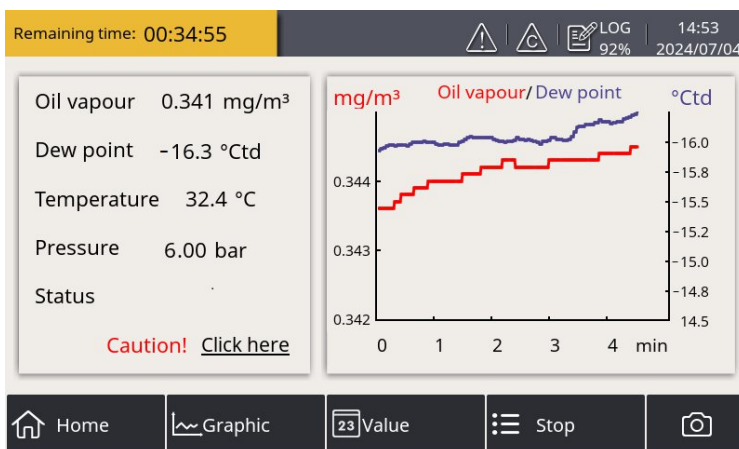 Remaining time: 00:34:55
LOG
92%
14:53
2024/07/04
Oil vapour 0.341 mg/m³
Dew point -16.3 °Ctd
Temperature 32.4 °C
Pressure 6.00 bar
Status
Caution! Click here
mg/m³ Oil vapour/Dew point °Ctd
0.344
0.343
0.342
-16.0
-15.8
-15.5
-15.2
-15.0
-14.8
14.5
0 1 2 3 4 min
Home
Graphic
23 Value
Stop